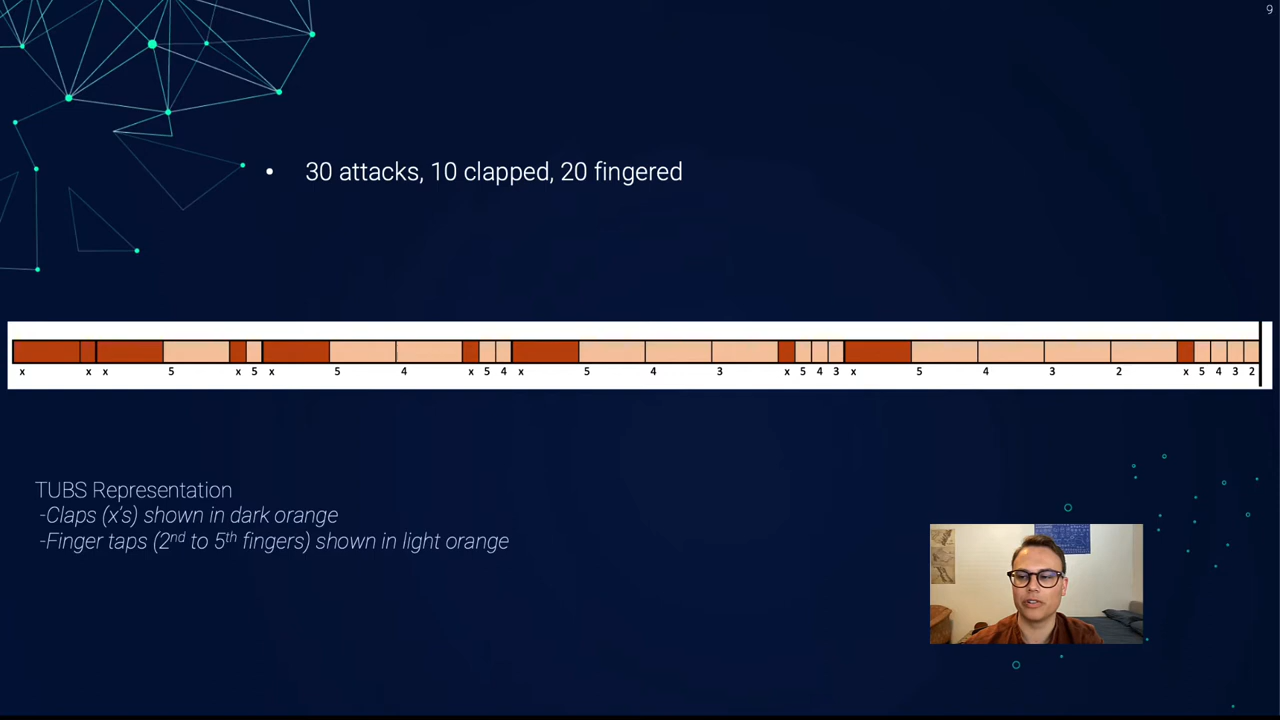 9
• 30 attacks, 10 clapped, 20 fingered
x x x 5 x 5 x 5 4 x 5 4 x 5 4 3 x 5 4 3 x 5 4 3 2 x 5 4 3 2
TUBS Representation
-Claps (x's) shown in dark orange
-Finger taps (2nd to 5th fingers) shown in light orange